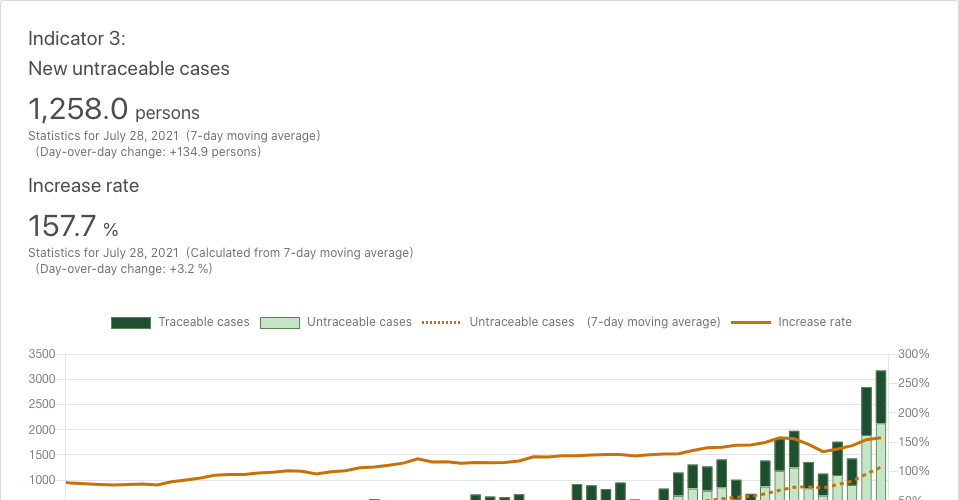 Indicator 3:
New untraceable cases
1,258.0 persons
Statistics for July 28, 2021 (7-day moving average)
(Day-over-day change: +134.9 persons)
Increase rate
157.7 %
Statistics for July 28, 2021 (Calculated from 7-day moving average)
(Day-over-day change: +3.2 %)
Traceable cases Untraceable cases Untraceable cases (7-day moving average) Increase rate
3500 300%
3000 250%
2500 200%
2000 150%
1500 100%
1000